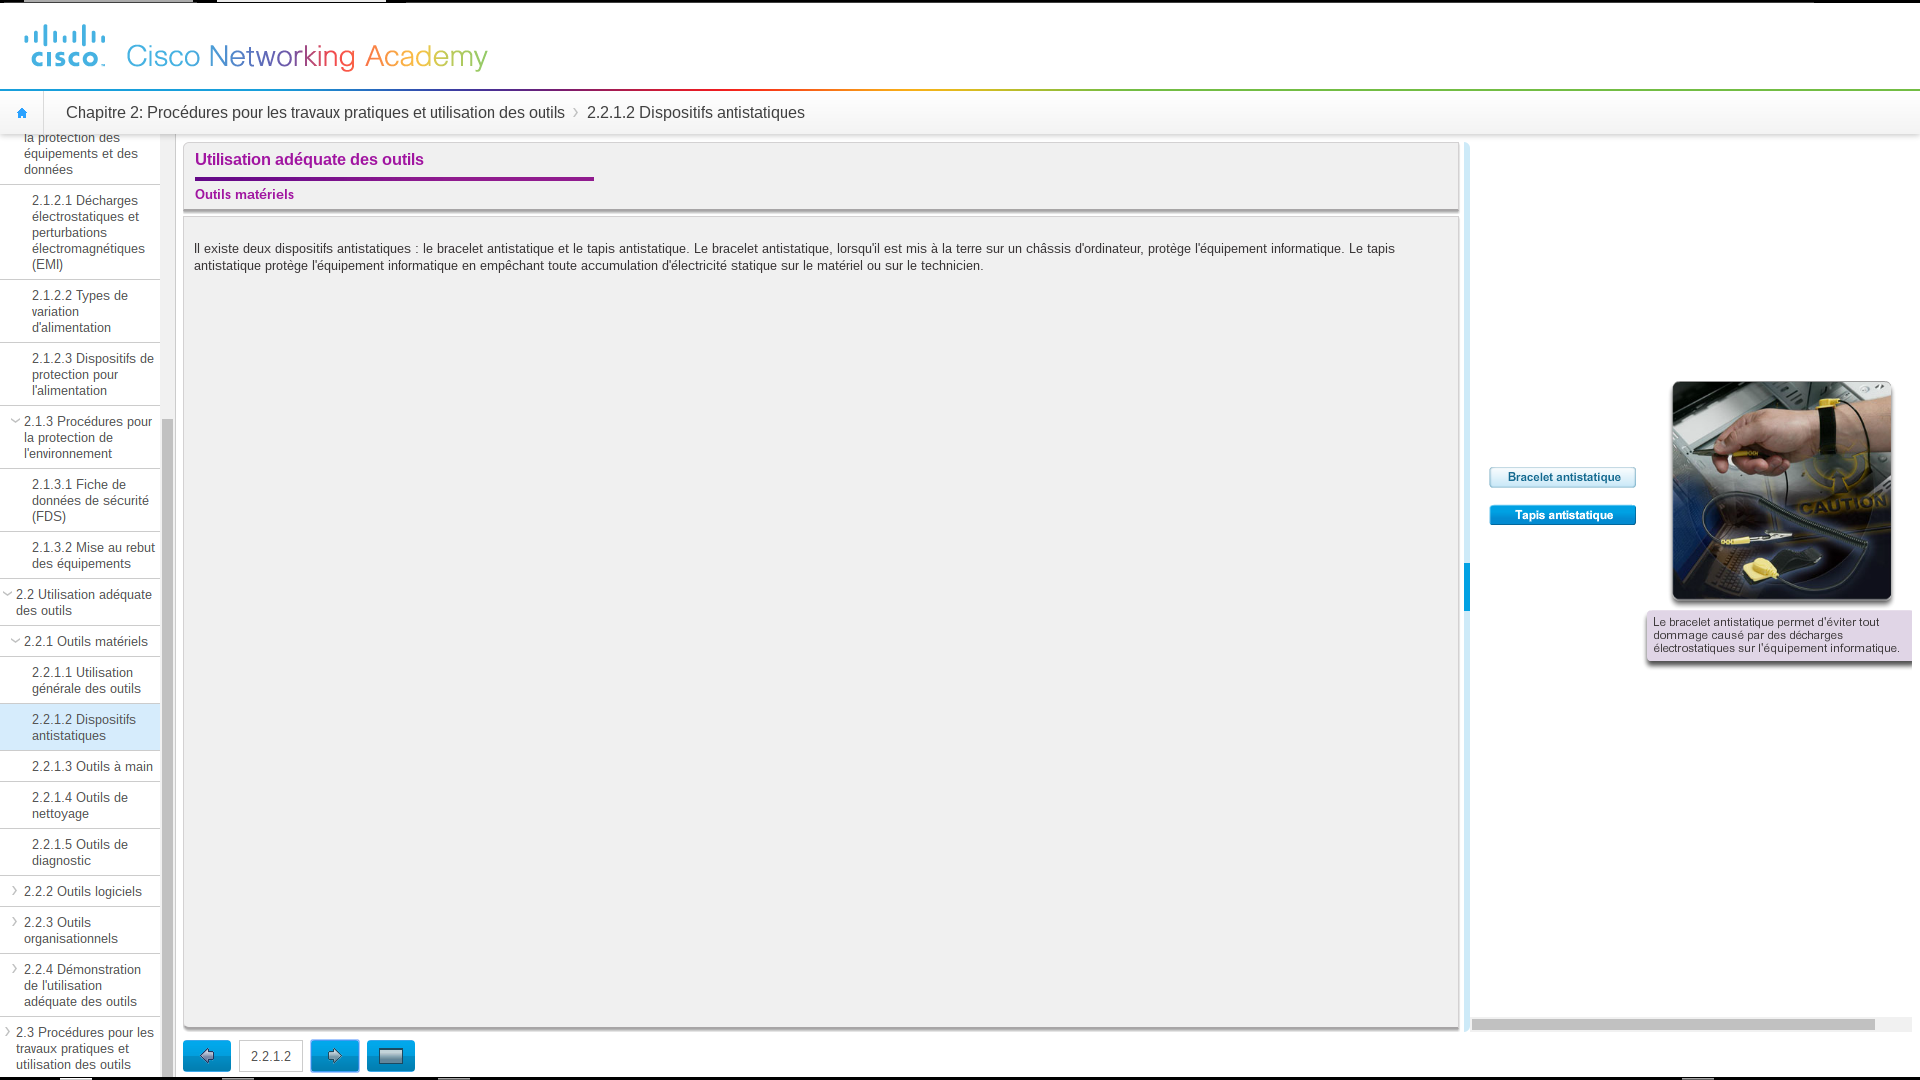 cisco
Cisco Networking Academy
Chapitre 2: Procédures pour les travaux pratiques et utilisation des outils > 2.2.1.2 Dispositifs antistatiques
la protection des
équipements et des
données
2.1.2.1 Décharges
électrostatiques et
perturbations
électromagnétiques
(EMI)
2.1.2.2 Types de
variation
d'alimentation
2.1.2.3 Dispositifs de
protection pour
l'alimentation
2.1.3 Procédures pour
la protection de
l'environnement
2.1.3.1 Fiche de
données de sécurité
(FDS)
2.1.3.2 Mise au rebut
des équipements
2.2 Utilisation adéquate
des outils
2.2.1 Outils matériels
2.2.1.1 Utilisation
générale des outils
2.2.1.2 Dispositifs
antistatiques
2.2.1.3 Outils à main
2.2.1.4 Outils de
nettoyage
2.2.1.5 Outils de
diagnostic
2.2.2 Outils logiciels
2.2.3 Outils
organisationnels
2.2.4 Démonstration
de l'utilisation
adéquate des outils
2.3 Procédures pour les
travaux pratiques et
utilisation des outils
Utilisation adéquate des outils
Outils matériels
Il existe deux dispositifs antistatiques : le bracelet antistatique et le tapis antistatique. Le bracelet antistatique, lorsqu'il est mis à la terre sur un châssis d'ordinateur, protège l'équipement informatique. Le tapis
antistatique protège l'équipement informatique en empêchant toute accumulation d'électricité statique sur le matériel ou sur le technicien.
Bracelet antistatique
Tapis antistatique
CAUTION
Le bracelet antistatique permet d'éviter tout
dommage causé par des décharges
électrostatiques sur l'équipement informatique.
2.2.1.2